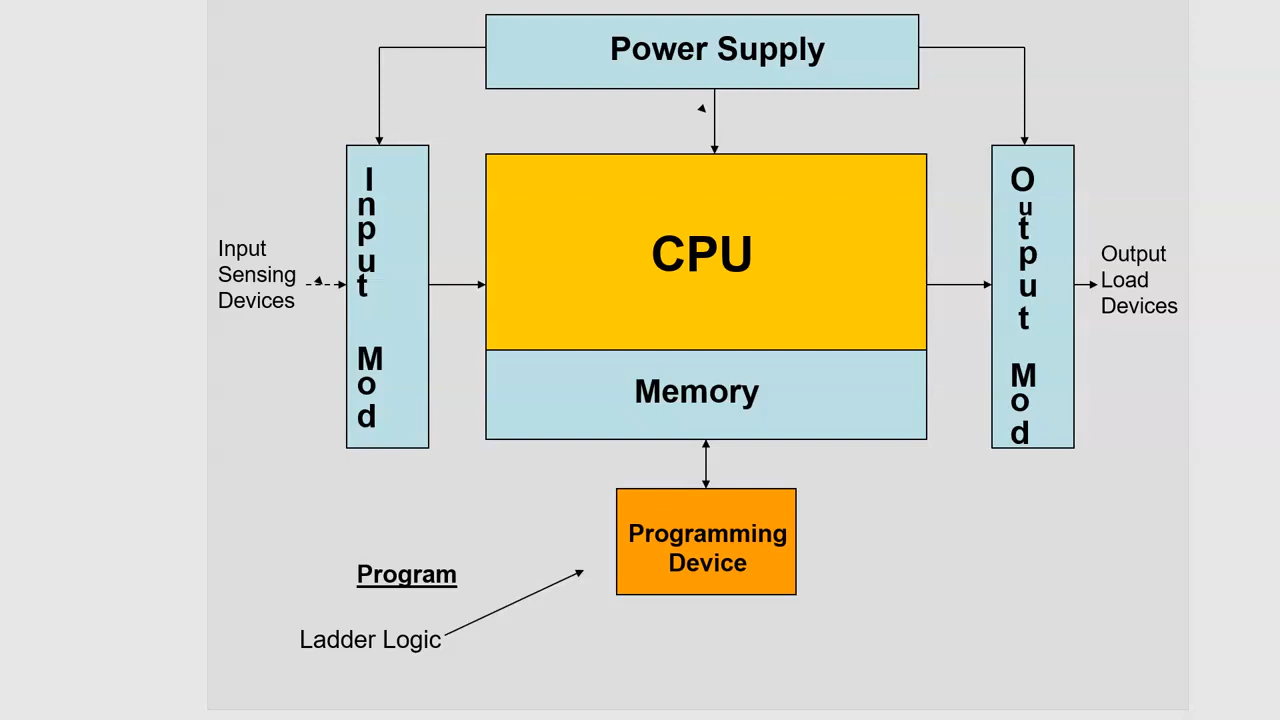 Power Supply
Input Mod
CPU
Output Mod
Input
Sensing
Devices
Output
Load
Devices
Memory
Programming
Device
Program
Ladder Logic